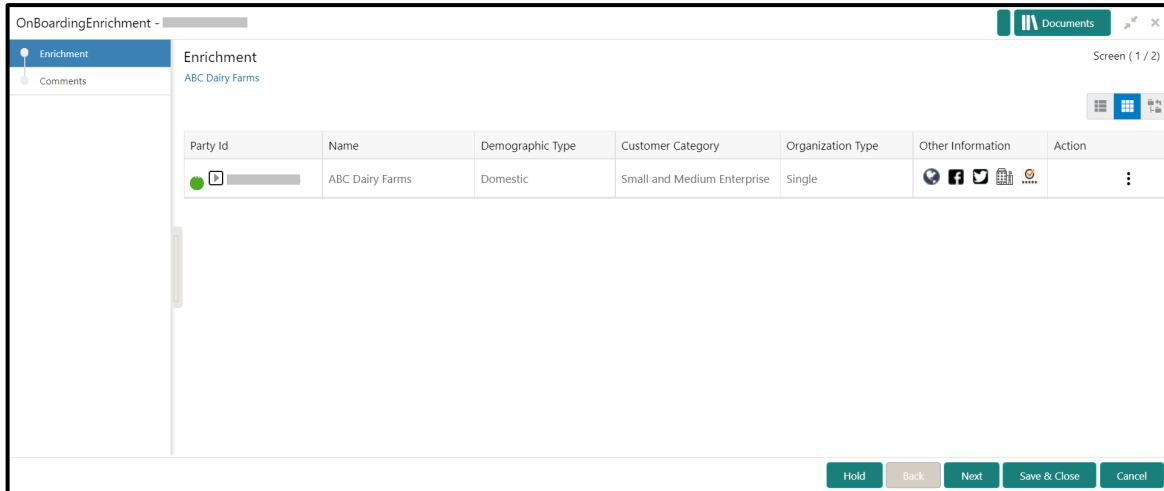 OnBoardingEnrichment -
Documents
Enrichment
Comments
Enrichment
ABC Dairy Farms
Screen ( 1 / 2)
Party Id Name Demographic Type Customer Category Organization Type Other Information Action
ABC Dairy Farms Domestic Small and Medium Enterprise Single
Hold Back Next Save & Close Cancel